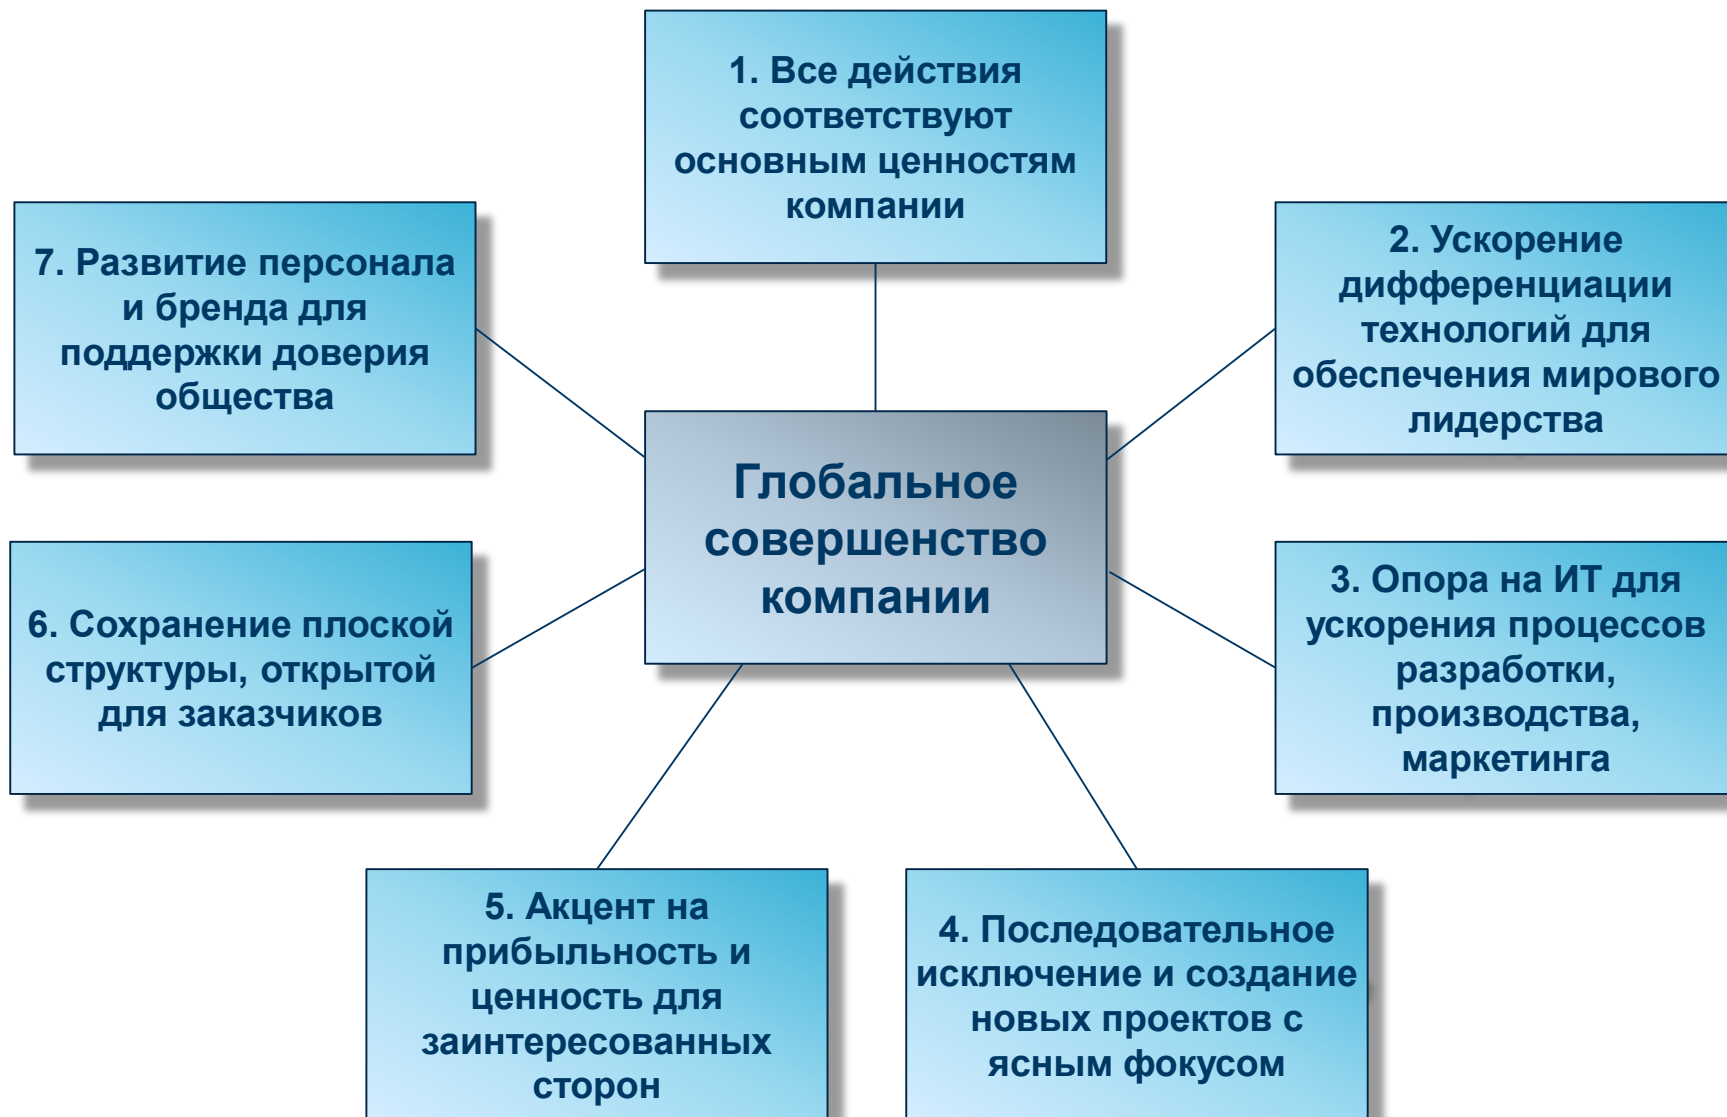 1. Все действия
соответствуют
основным ценностям
компании
2. Ускорение
дифференциации
технологий для
обеспечения мирового
лидерства
3. Опора на ИТ для
ускорения процессов
разработки,
производства,
маркетинга
4. Последовательное
исключение и создание
новых проектов с
ясным фокусом
5. Акцент на
прибыльность и
ценность для
заинтересованных
сторон
6. Сохранение плоской
структуры, открытой
для заказчиков
7. Развитие персонала
и бренда для
поддержки доверия
общества
Глобальное
совершенство
компании